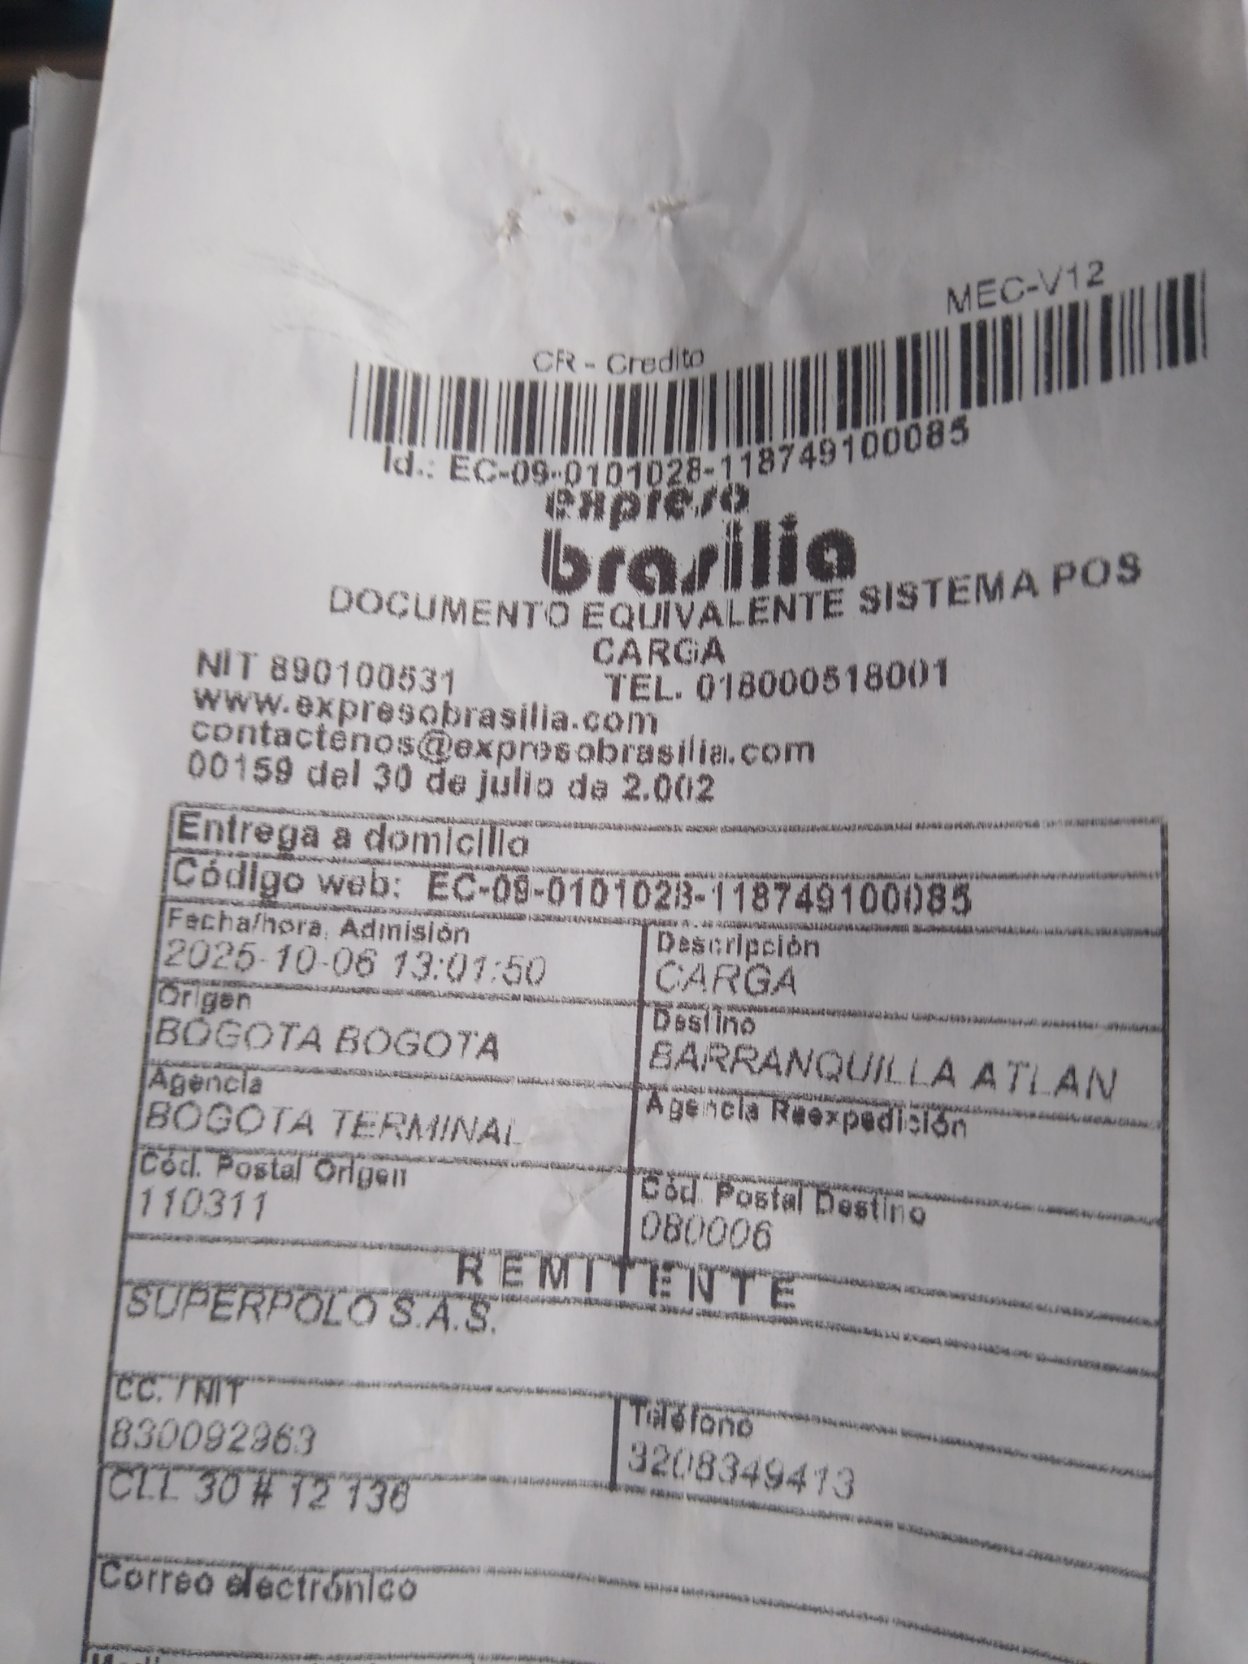 MEC-V12
CR - Credito
Id.: EC-09-0101028-118749100085
expreso
brasilia
DOCUMENTO EQUIVALENTE SISTEMA POS
CARGA
NIT 890100531 TEL. 018000518001
www.expresobrasilia.com
contactenos@expresobrasilia.com
00159 del 30 de julio de 2.002
Entrega a domicilio
Código web: EC-09-0101028-118749100085
Fecha/hora Admisión Descripción
2025-10-06 13:01:50 CARGA
Origen Destino
BOGOTA BOGOTA BARRANQUILLA ATLAN
Agencia Agencia Reexpedición
BOGOTA TERMINAL
Cód. Postal Origen Cód. Postal Destino
110311 080006
REMITENTE
SUPERPOLO S.A.S.
CC. / NIT Teléfono
830092963 3208349413
CLL 30 # 12 136
Correo electrónico